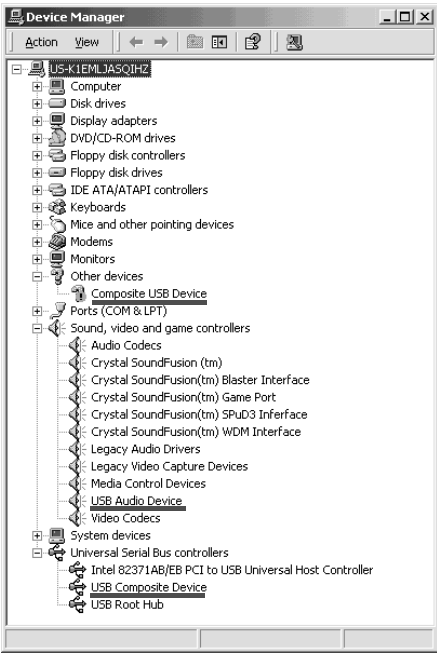 Device Manager
Action View
US-K1EMLJASQIHZ
Computer
Disk drives
Display adapters
DVD/CD-ROM drives
Floppy disk controllers
Floppy disk drives
IDE ATA/ATAPI controllers
Keyboards
Mice and other pointing devices
Modems
Monitors
Other devices
Composite USB Device
Ports (COM & LPT)
Sound, video and game controllers
Audio Codecs
Crystal SoundFusion (tm)
Crystal SoundFusion(tm) Blaster Interface
Crystal SoundFusion(tm) Game Port
Crystal SoundFusion(tm) SPuD3 Inferface
Crystal SoundFusion(tm) WDM Interface
Legacy Audio Drivers
Legacy Video Capture Devices
Media Control Devices
USB Audio Device
Video Codecs
System devices
Universal Serial Bus controllers
Intel 82371AB/EB PCI to USB Universal Host Controller
USB Composite Device
USB Root Hub